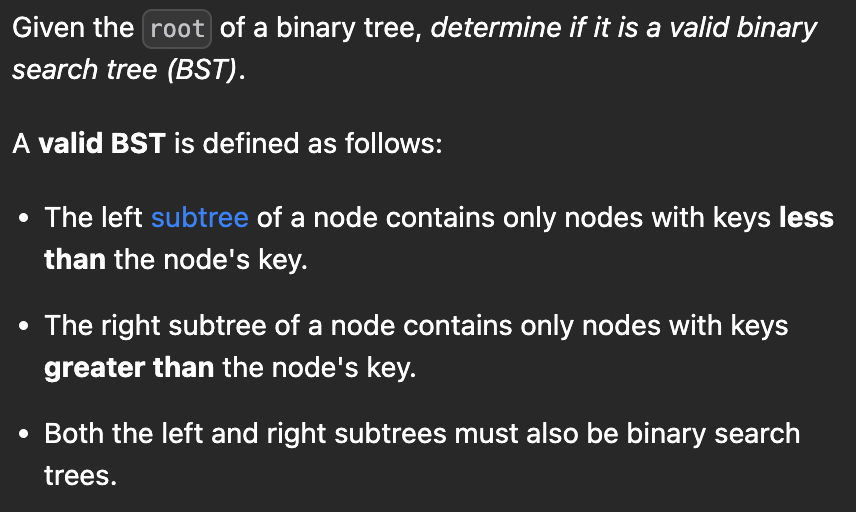 Given the root of a binary tree, determine if it is a valid binary
search tree (BST).
A valid BST is defined as follows:
• The left subtree of a node contains only nodes with keys less
than the node's key.
• The right subtree of a node contains only nodes with keys
greater than the node's key.
• Both the left and right subtrees must also be binary search
trees.